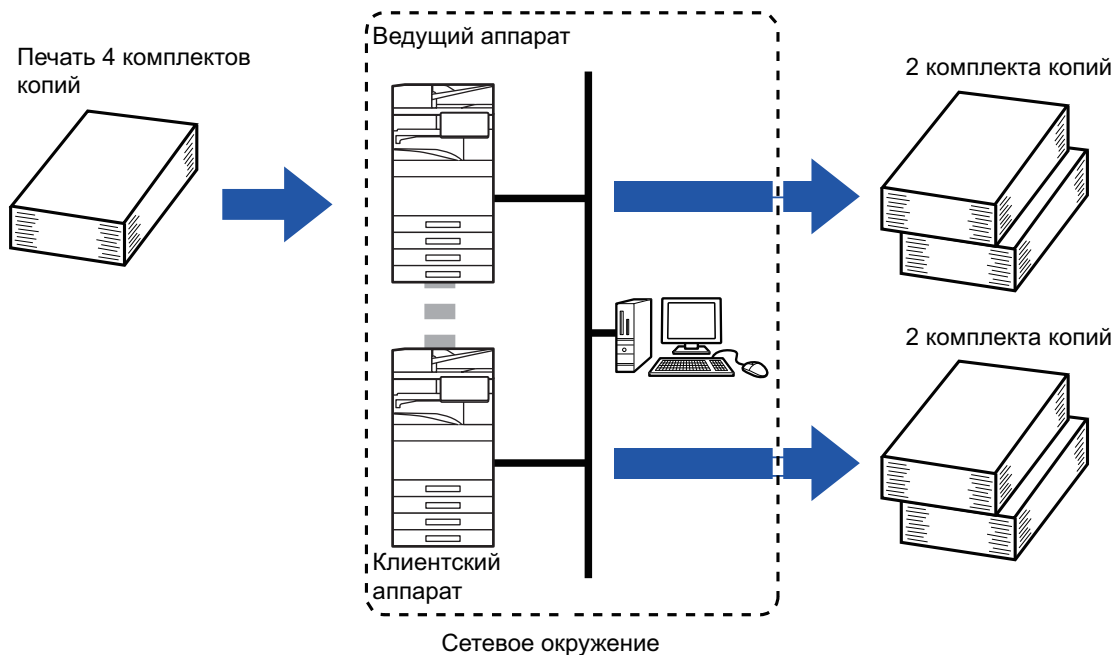 Печать 4 комплектов
копий
Ведущий аппарат
2 комплекта копий
2 комплекта копий
Клиентский
аппарат
Сетевое окружение